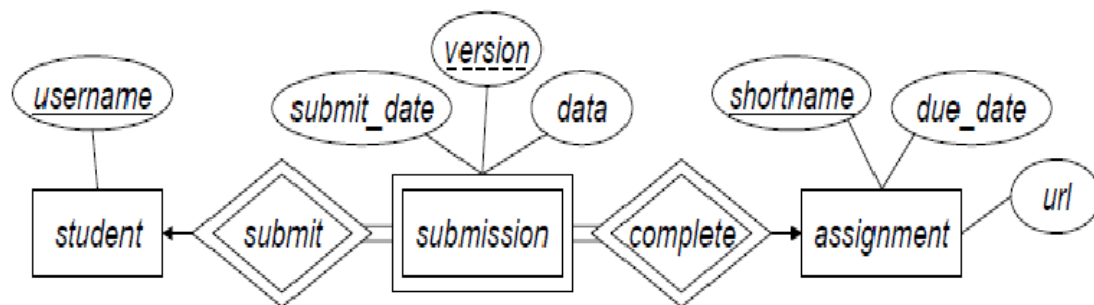 version
username
submit_date
data
shortname
due_date
url
student
submit
submission
complete
assignment